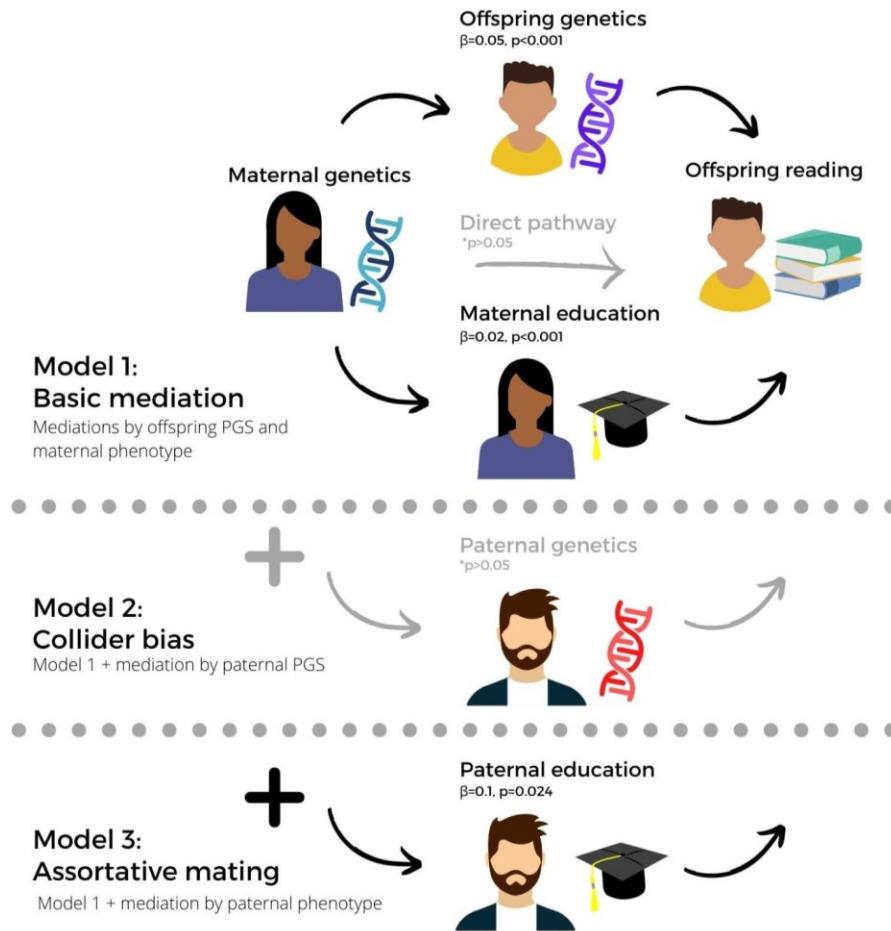 Offspring genetics
β=0.05, p<0.001
Maternal genetics
Offspring reading
Direct pathway
*p>0.05
Maternal education
β=0.02, p<0.001
Model 1:
Basic mediation
Mediations by offspring PGS and
maternal phenotype
Paternal genetics
*p>0.05
Model 2:
Collider bias
Model 1 + mediation by paternal PGS
Paternal education
β=0.1, p=0.024
Model 3:
Assortative mating
Model 1 + mediation by paternal phenotype